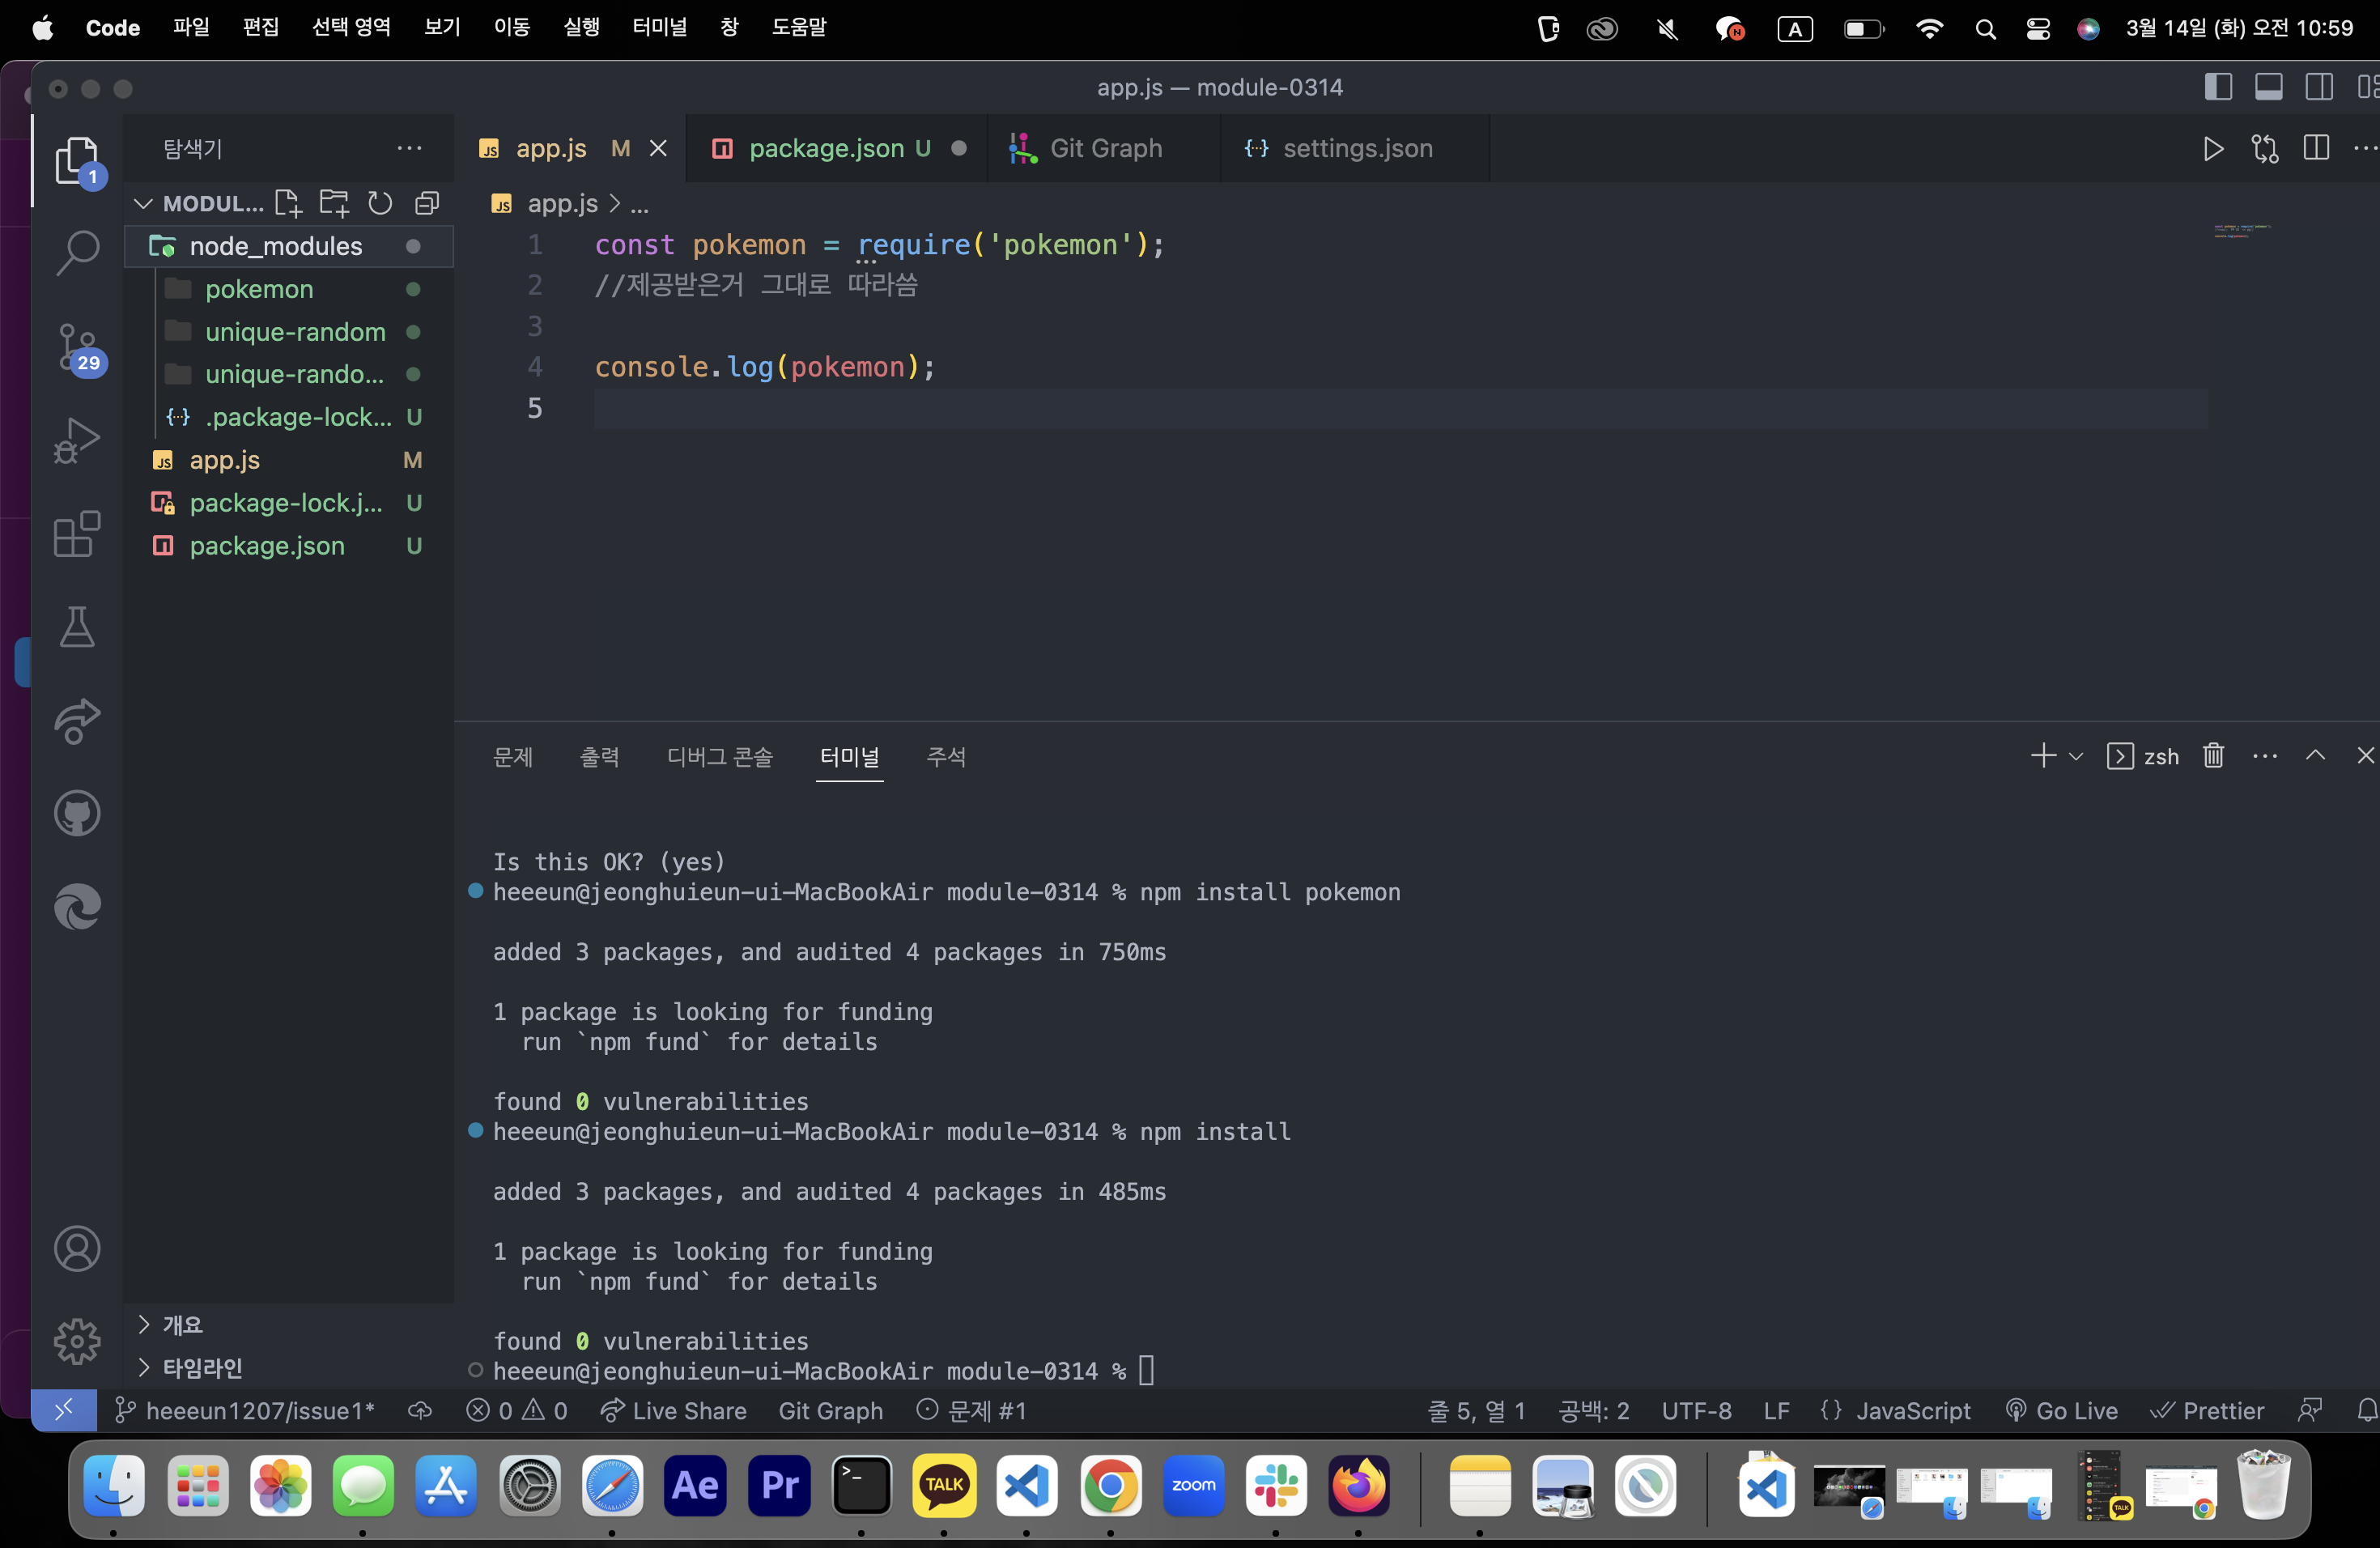 Code 파일 편집 선택 영역 보기 이동 실행 터미널 창 도움말
A
3월 14일 (화) 오전 10:59
app.js — module-0314
탐색기
1
MODUL...
node_modules
pokemon
unique-random
unique-rando...
.package-lock... U
app.js M
package-lock.j... U
package.json U
29
app.js M
package.json U
Git Graph
settings.json
app.js > ...
1 const pokemon = require('pokemon');
2 //제공받은거 그대로 따라씀
3
4 console.log(pokemon);
5
문제 출력 디버그 콘솔 터미널 주석
zsh
Is this OK? (yes)
heeeun@jeonghuieun-ui-MacBookAir module-0314 % npm install pokemon
added 3 packages, and audited 4 packages in 750ms
1 package is looking for funding
run `npm fund` for details
found 0 vulnerabilities
heeeun@jeonghuieun-ui-MacBookAir module-0314 % npm install
added 3 packages, and audited 4 packages in 485ms
1 package is looking for funding
run `npm fund` for details
found 0 vulnerabilities
heeeun@jeonghuieun-ui-MacBookAir module-0314 %
개요
타임라인
heeeun1207/issue1* 0 0 Live Share Git Graph 문제 #1
줄 5, 열 1 공백: 2 UTF-8 LF {} JavaScript Go Live Prettier
Ae Pr TALK zoom